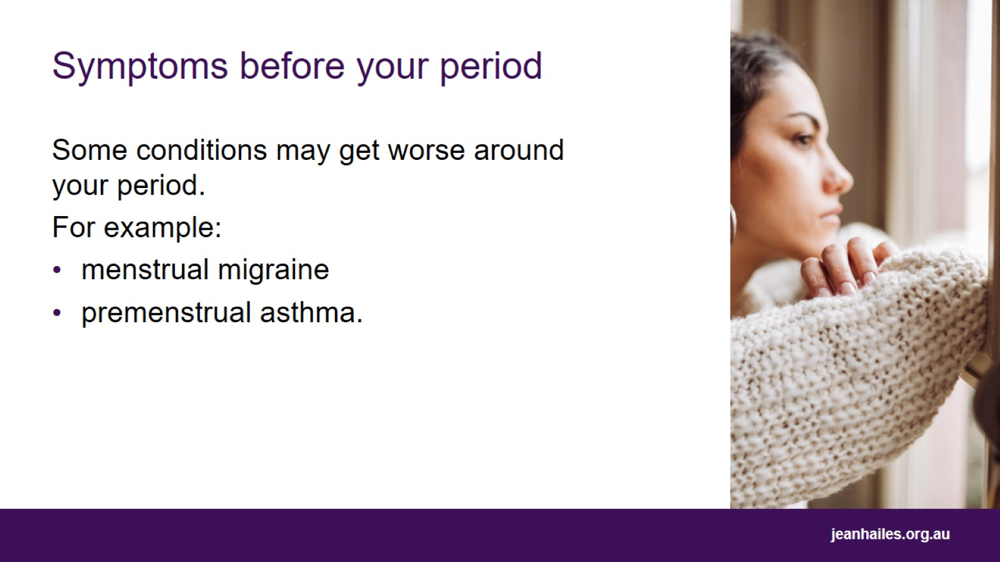 Symptoms before your period
Some conditions may get worse around
your period.
For example:
• menstrual migraine
• premenstrual asthma.
jeanhailes.org.au